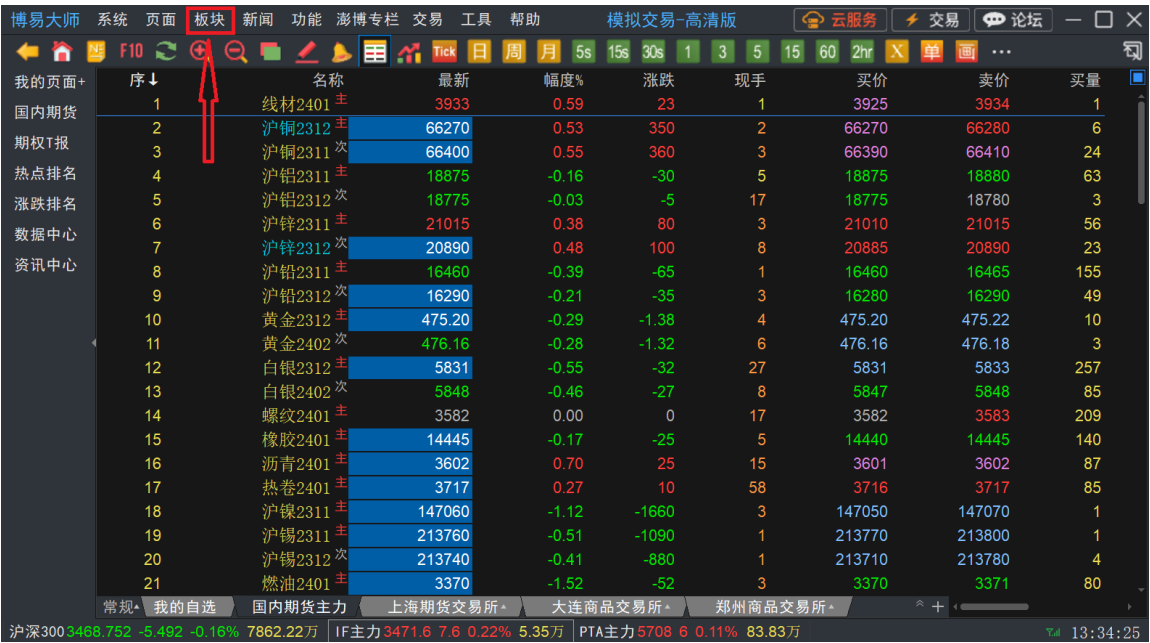 博易大师 系统 页面 板块 新闻 功能 澎博专栏 交易 工具 帮助 模拟交易-高清版 云服务 交易 论坛
F10 Tick 日 周 月 5s 15s 30s 1 3 5 15 60 2hr X 单 画 ···
我的页面+
国内期货
期权T报
热点排名
涨跌排名
数据中心
资讯中心
序↓ 名称 最新 幅度% 涨跌 现手 买价 卖价 买量
1 线材2401 主 3933 0.59 23 1 3925 3934 1
2 沪铜2312 主 66270 0.53 350 2 66270 66280 6
3 沪铜2311 次 66400 0.55 360 3 66390 66410 24
4 沪铝2311 主 18875 -0.16 -30 5 18875 18880 63
5 沪铝2312 次 18775 -0.03 -5 17 18775 18780 3
6 沪锌2311 主 21015 0.38 80 3 21010 21015 56
7 沪锌2312 次 20890 0.48 100 8 20885 20890 23
8 沪铅2311 主 16460 -0.39 -65 1 16460 16465 155
9 沪铅2312 次 16290 -0.21 -35 3 16280 16290 49
10 黄金2312 主 475.20 -0.29 -1.38 4 475.20 475.22 10
11 黄金2402 次 476.16 -0.28 -1.32 6 476.16 476.18 3
12 白银2312 主 5831 -0.55 -32 27 5831 5833 257
13 白银2402 次 5848 -0.46 -27 8 5847 5848 85
14 螺纹2401 主 3582 0.00 0 17 3582 3583 209
15 橡胶2401 主 14445 -0.17 -25 5 14440 14445 140
16 沥青2401 主 3602 0.70 25 15 3601 3602 87
17 热卷2401 主 3717 0.27 10 58 3716 3717 85
18 沪镍2311 主 147060 -1.12 -1660 3 147050 147070 1
19 沪锡2311 主 213760 -0.51 -1090 1 213770 213800 1
20 沪锡2312 次 213740 -0.41 -880 1 213710 213780 4
21 燃油2401 主 3370 -1.52 -52 3 3370 3371 80
常规 我的自选 国内期货主力 上海期货交易所 大连商品交易所 郑州商品交易所 +
沪深300 3468.752 -5.492 -0.16% 7862.22万 IF主力 3471.6 7.6 0.22% 5.35万 PTA主力 5708 6 0.11% 83.83万 13:34:25